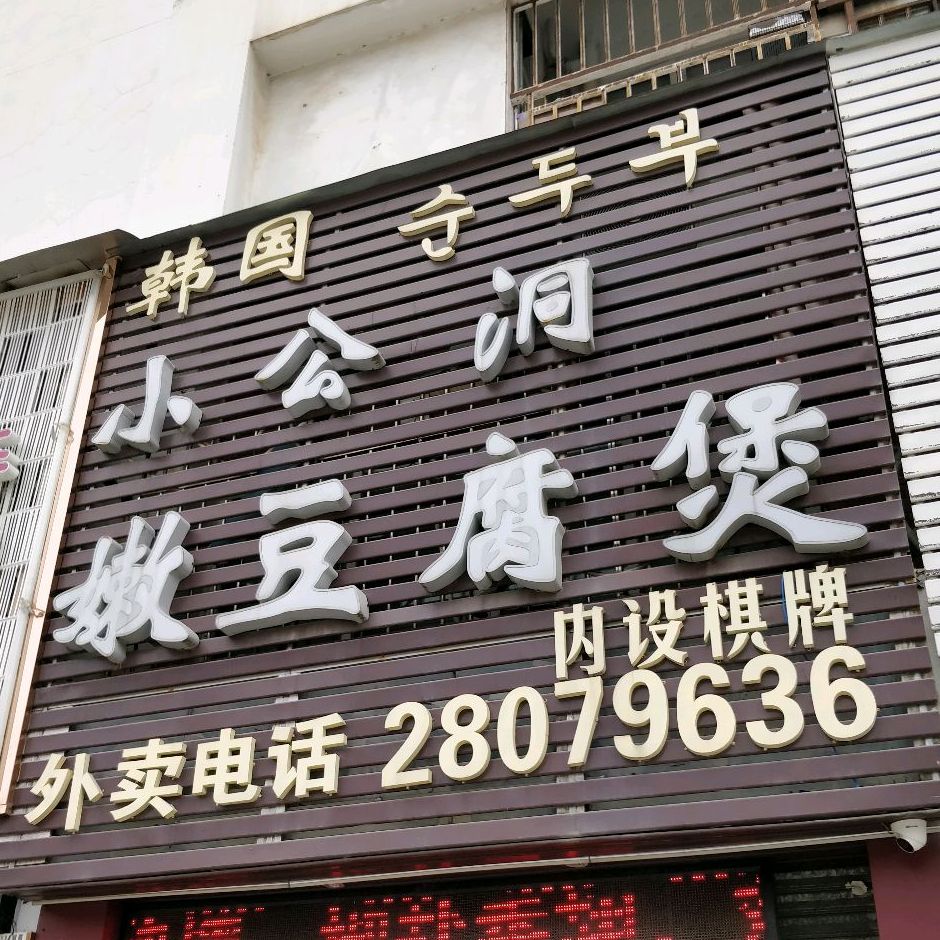 韩国 순두부
小公洞
嫩豆腐煲
内设棋牌
外卖电话 28079636